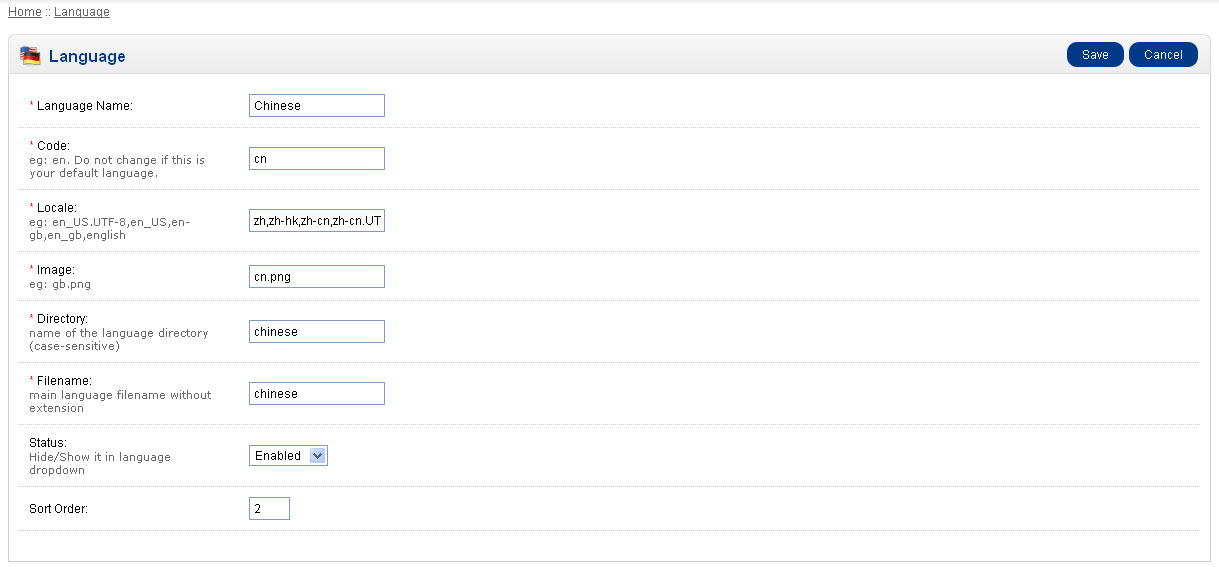 Home :: Language
Language
Save
Cancel
* Language Name:
Chinese
* Code:
eg: en. Do not change if this is
your default language.
cn
* Locale:
eg: en_US.UTF-8,en_US,en-
gb,en_gb,english
zh,zh-hk,zh-cn,zh-cn.UT
* Image:
eg: gb.png
cn.png
* Directory:
name of the language directory
(case-sensitive)
chinese
* Filename:
main language filename without
extension
chinese
Status:
Hide/Show it in language
dropdown
Enabled
Sort Order:
2